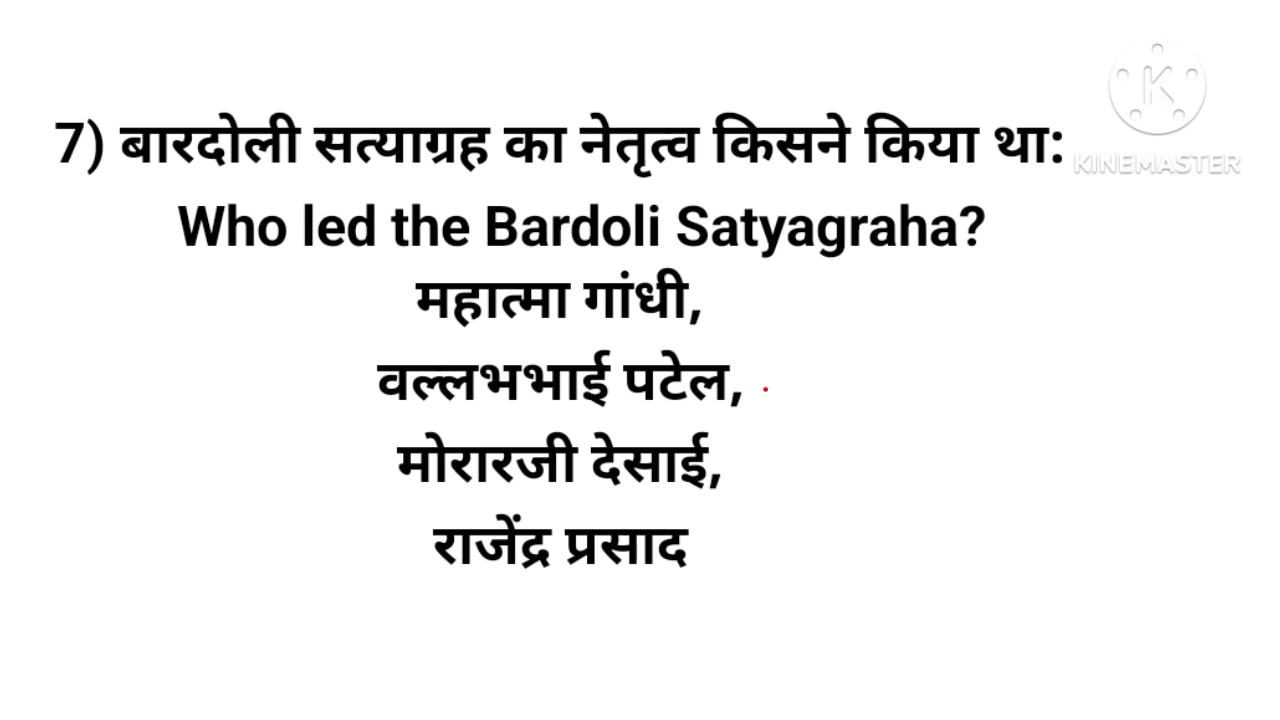 7) बारदोली सत्याग्रह का नेतृत्व किसने किया था:
KINEMASTER
Who led the Bardoli Satyagraha?
महात्मा गांधी,
वल्लभभाई पटेल,
मोरारजी देसाई,
राजेंद्र प्रसाद